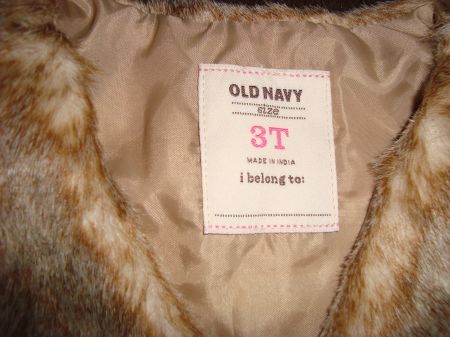 OLD NAVY
size
3T
MADE IN INDIA
i belong to: